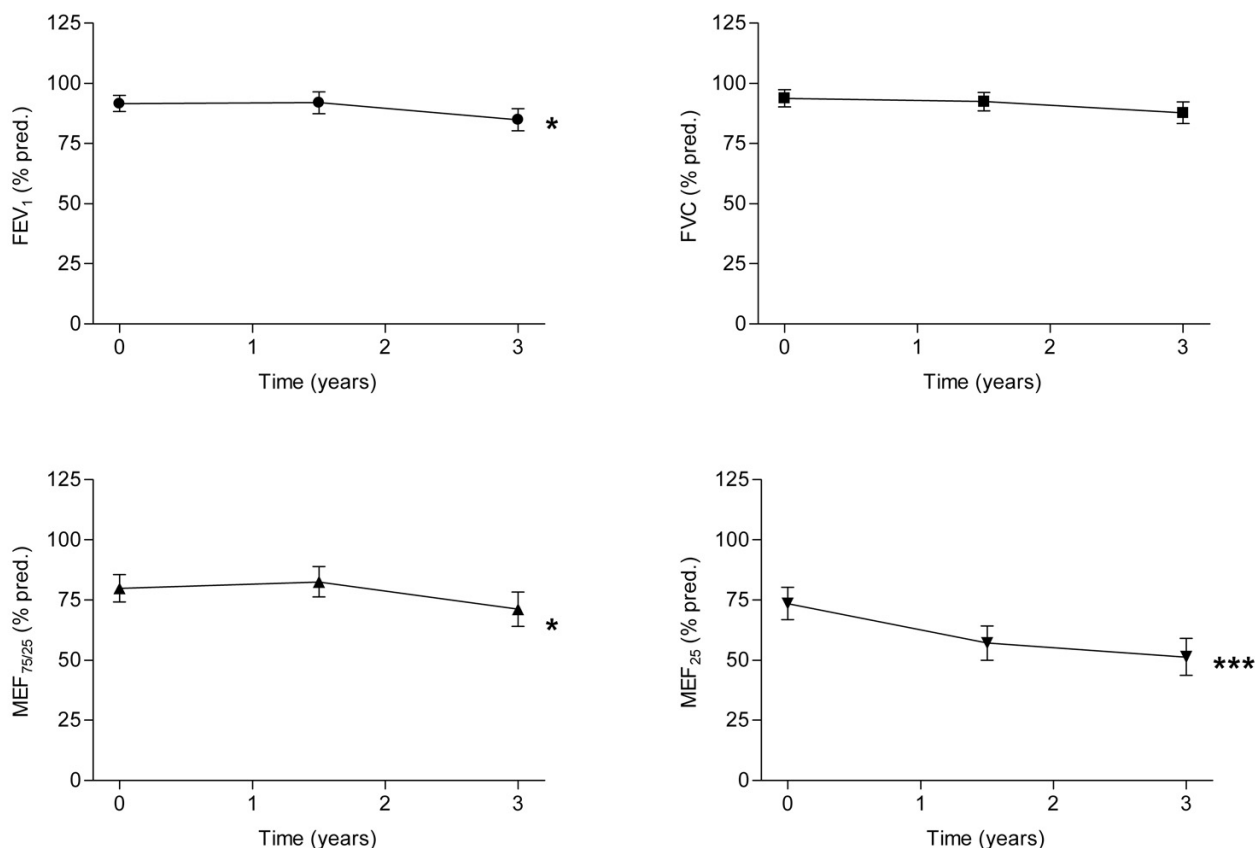 125
100
75
50
25
0
FEV₁ (% pred.)
*
0 1 2 3
Time (years)
125
100
75
50
25
0
FVC (% pred.)
0 1 2 3
Time (years)
125
100
75
50
25
0
MEF₇₅/₂₅ (% pred.)
*
0 1 2 3
Time (years)
125
100
75
50
25
0
MEF₂₅ (% pred.)
***
0 1 2 3
Time (years)